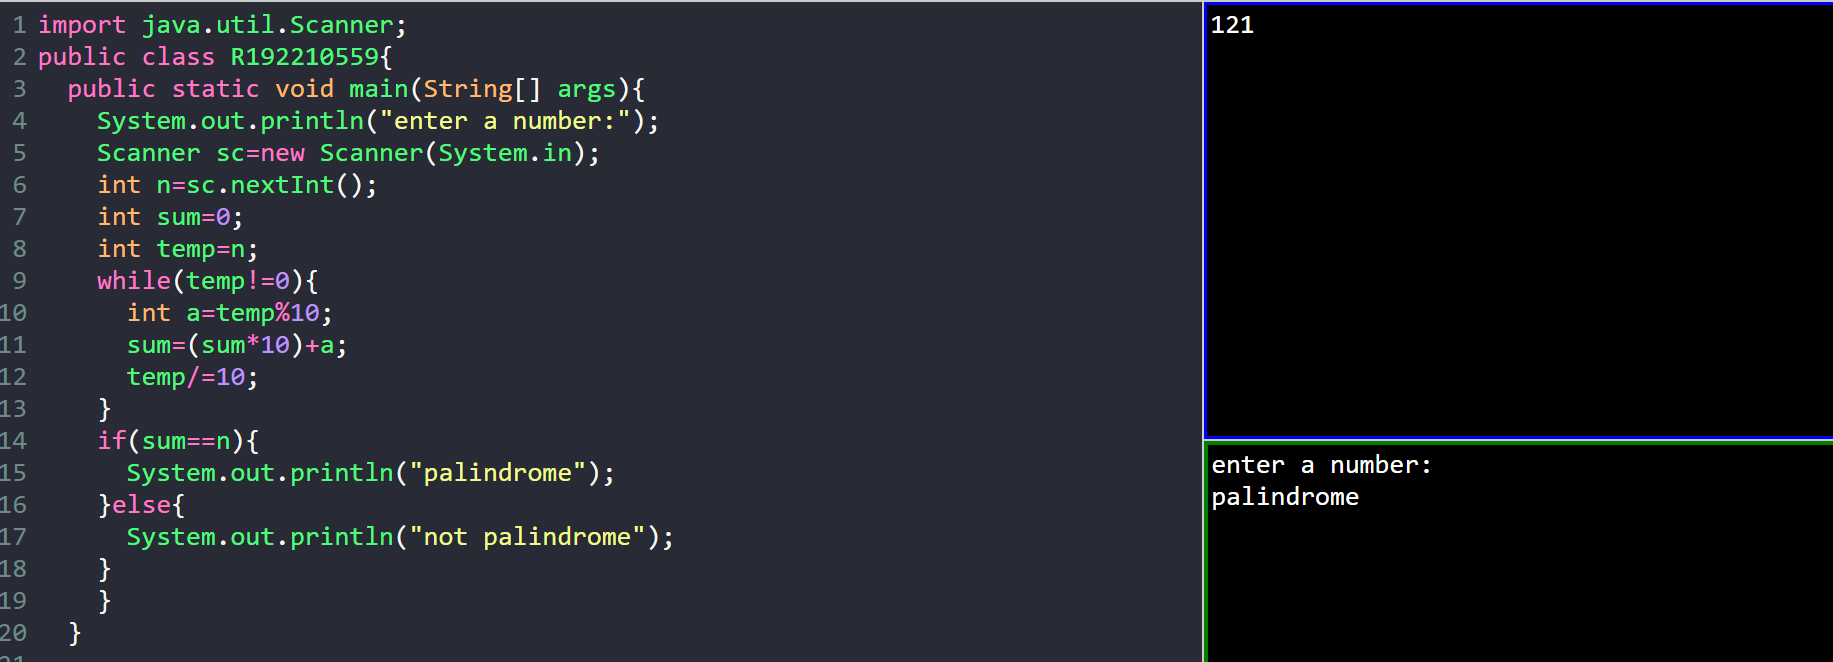 1 import java.util.Scanner;
2 public class R192210559{
3   public static void main(String[] args){
4     System.out.println("enter a number:");
5     Scanner sc=new Scanner(System.in);
6     int n=sc.nextInt();
7     int sum=0;
8     int temp=n;
9     while(temp!=0){
10       int a=temp%10;
11       sum=(sum*10)+a;
12       temp/=10;
13     }
14     if(sum==n){
15       System.out.println("palindrome");
16     }else{
17       System.out.println("not palindrome");
18     }
19     }
20   }
21
121
enter a number:
palindrome